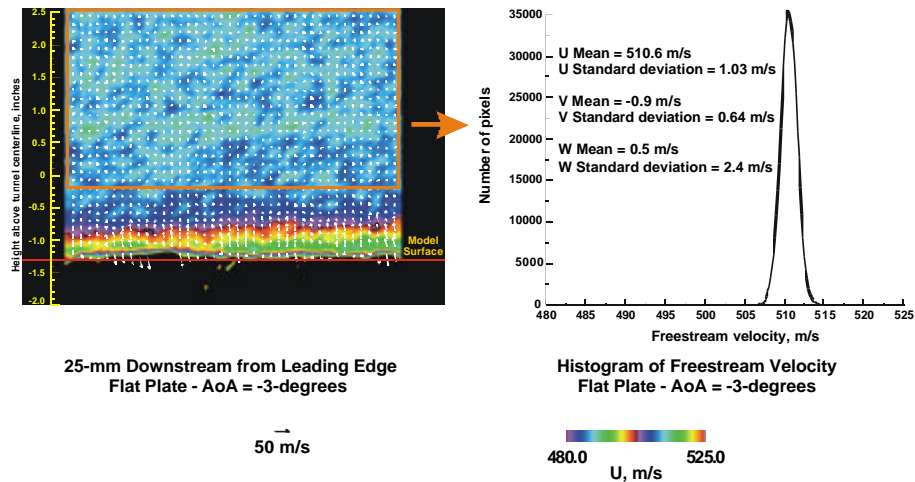 Height above tunnel centerline, inches
2.5
2.0
1.5
1.0
0.5
0
-0.5
-1.0
-1.5
-2.0
Model
Surface
25-mm Downstream from Leading Edge
Flat Plate - AoA = -3-degrees
50 m/s
Number of pixels
35000
30000
25000
20000
15000
10000
5000
0
U Mean = 510.6 m/s
U Standard deviation = 1.03 m/s
V Mean = -0.9 m/s
V Standard deviation = 0.64 m/s
W Mean = 0.5 m/s
W Standard deviation = 2.4 m/s
480 485 490 495 500 505 510 515 520 525
Freestream velocity, m/s
Histogram of Freestream Velocity
Flat Plate - AoA = -3-degrees
480.0 525.0
U, m/s